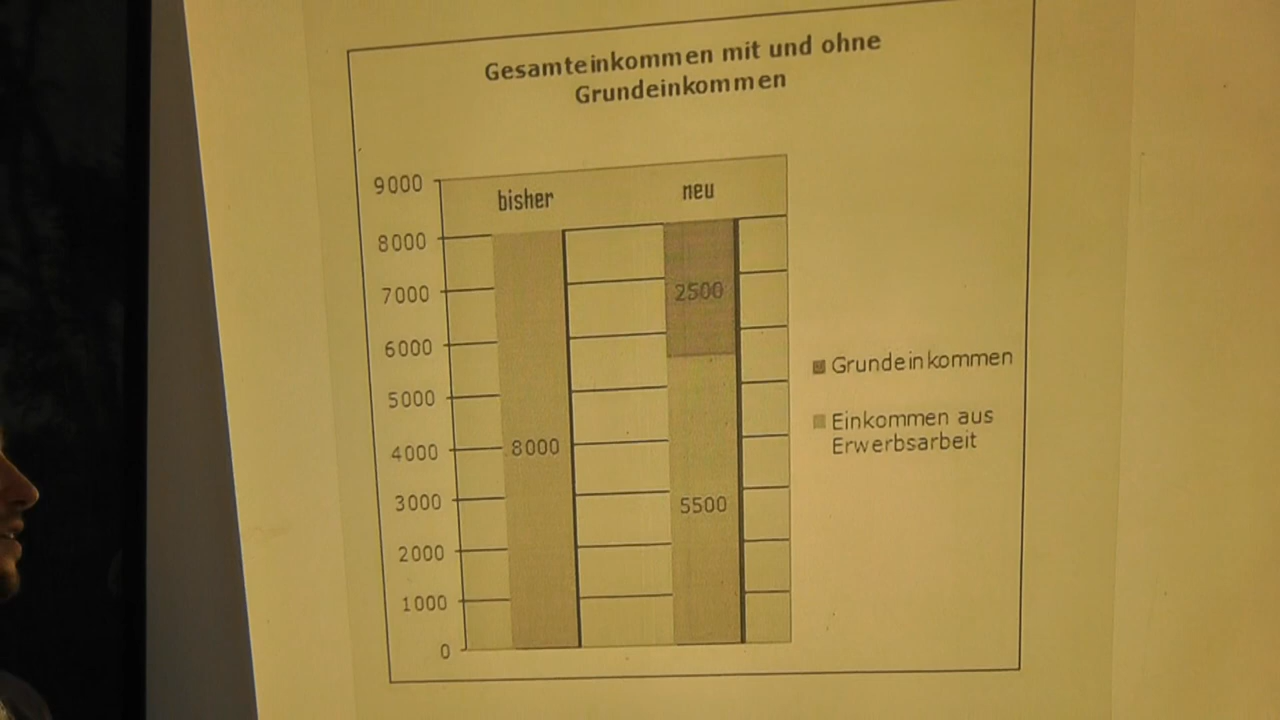 Gesamteinkommen mit und ohne
Grundeinkommen
bisher
neu
9000
8000
7000
6000
5000
4000
3000
2000
1000
0
8000
2500
5500
Grundeinkommen
Einkommen aus
Erwerbsarbeit